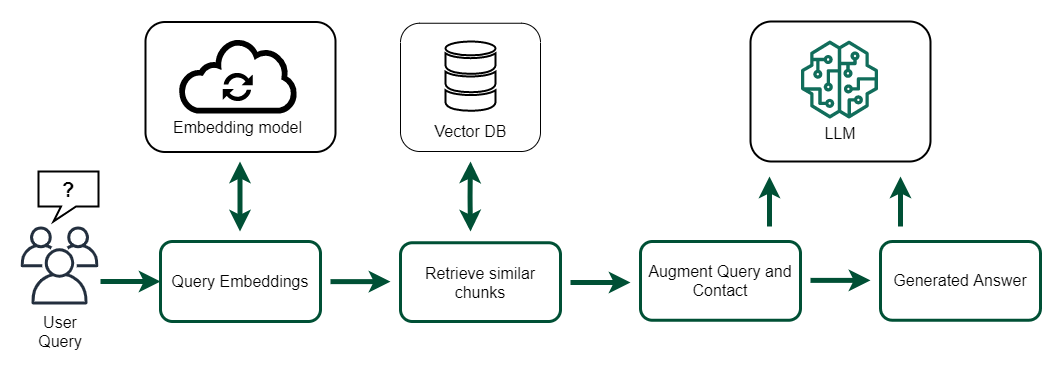 Embedding model
Vector DB
LLM
?
User
Query
Query Embeddings
Retrieve similar
chunks
Augment Query and
Contact
Generated Answer